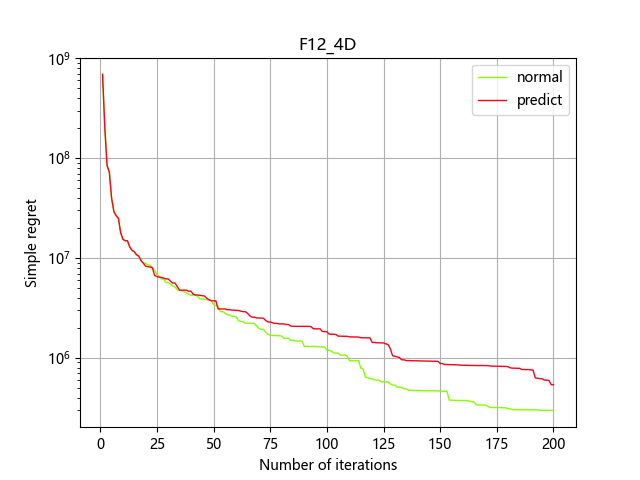 F12_4D
10^9
10^8
10^7
10^6
Simple regret
normal
predict
0 25 50 75 100 125 150 175 200
Number of iterations